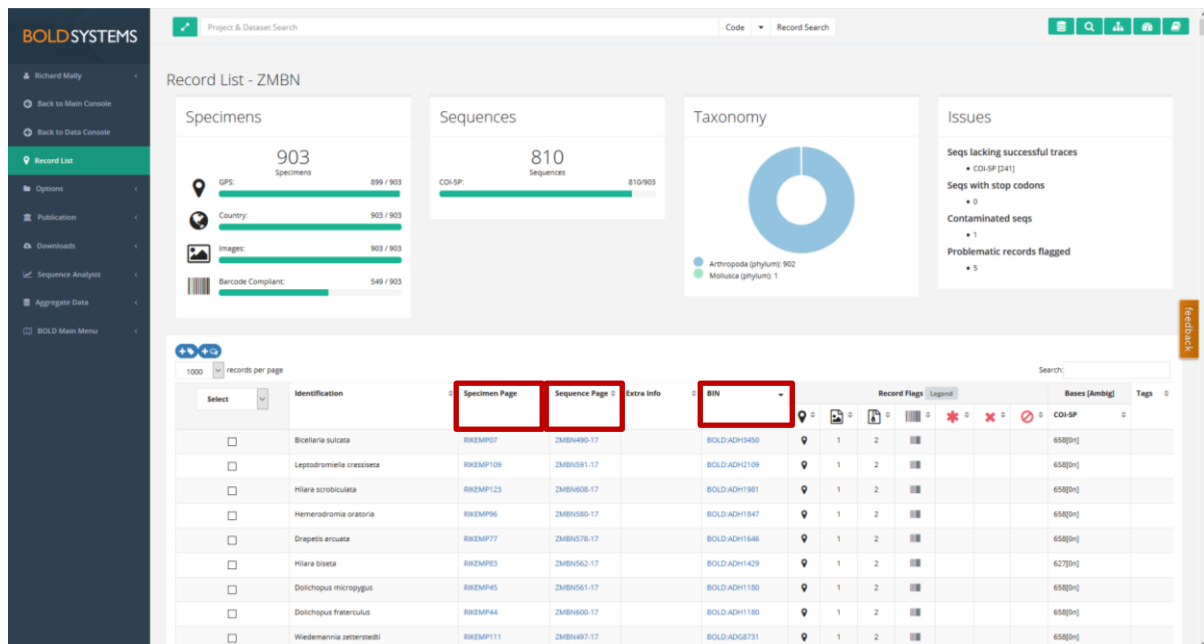 BOLDSYSTEMS
Project & Dataset Search
Code
Record Search
Richard Mally
Back to Main Console
Back to Data Console
Record List
Options
Publication
Downloads
Sequence Analysis
Aggregate Data
BOLD Main Menu
Record List - ZMBN
Specimens
903
Specimens
GPS: 899 / 903
Country: 903 / 903
Images: 903 / 903
Barcode Compliant: 549 / 903
Sequences
810
Sequences
COI-5P: 810/903
Taxonomy
Arthropoda (phylum): 902
Mollusca (phylum): 1
Issues
Seqs lacking successful traces
• COI-5P [241]
Seqs with stop codons
• 0
Contaminated seqs
• 1
Problematic records flagged
• 5
feedback
1000 records per page
Search:
Select Identification Specimen Page Sequence Page Extra Info BIN Record Flags Legend Bases [Ambig] Tags
COI-5P
Bicellaria sulcata RIKEMP07 ZMBN490-17 BOLD:ADH3450 1 2 658[0n]
Leptodromiella crassiseta RIKEMP109 ZMBN591-17 BOLD:ADH2109 1 2 658[0n]
Hilara scrobiculata RIKEMP123 ZMBN608-17 BOLD:ADH1981 1 2 658[0n]
Hemerodromia oratoria RIKEMP96 ZMBN580-17 BOLD:ADH1847 1 2 658[0n]
Drapetis arcuata RIKEMP77 ZMBN578-17 BOLD:ADH1646 1 2 658[0n]
Hilara biseta RIKEMP83 ZMBN562-17 BOLD:ADH1429 1 2 627[0n]
Dolichopus micropygus RIKEMP45 ZMBN561-17 BOLD:ADH1180 1 2 658[0n]
Dolichopus fraterculus RIKEMP44 ZMBN600-17 BOLD:ADH1180 1 2 658[0n]
Wiedemannia zetterstedti RIKEMP111 ZMBN497-17 BOLD:ADG8731 1 2 658[0n]